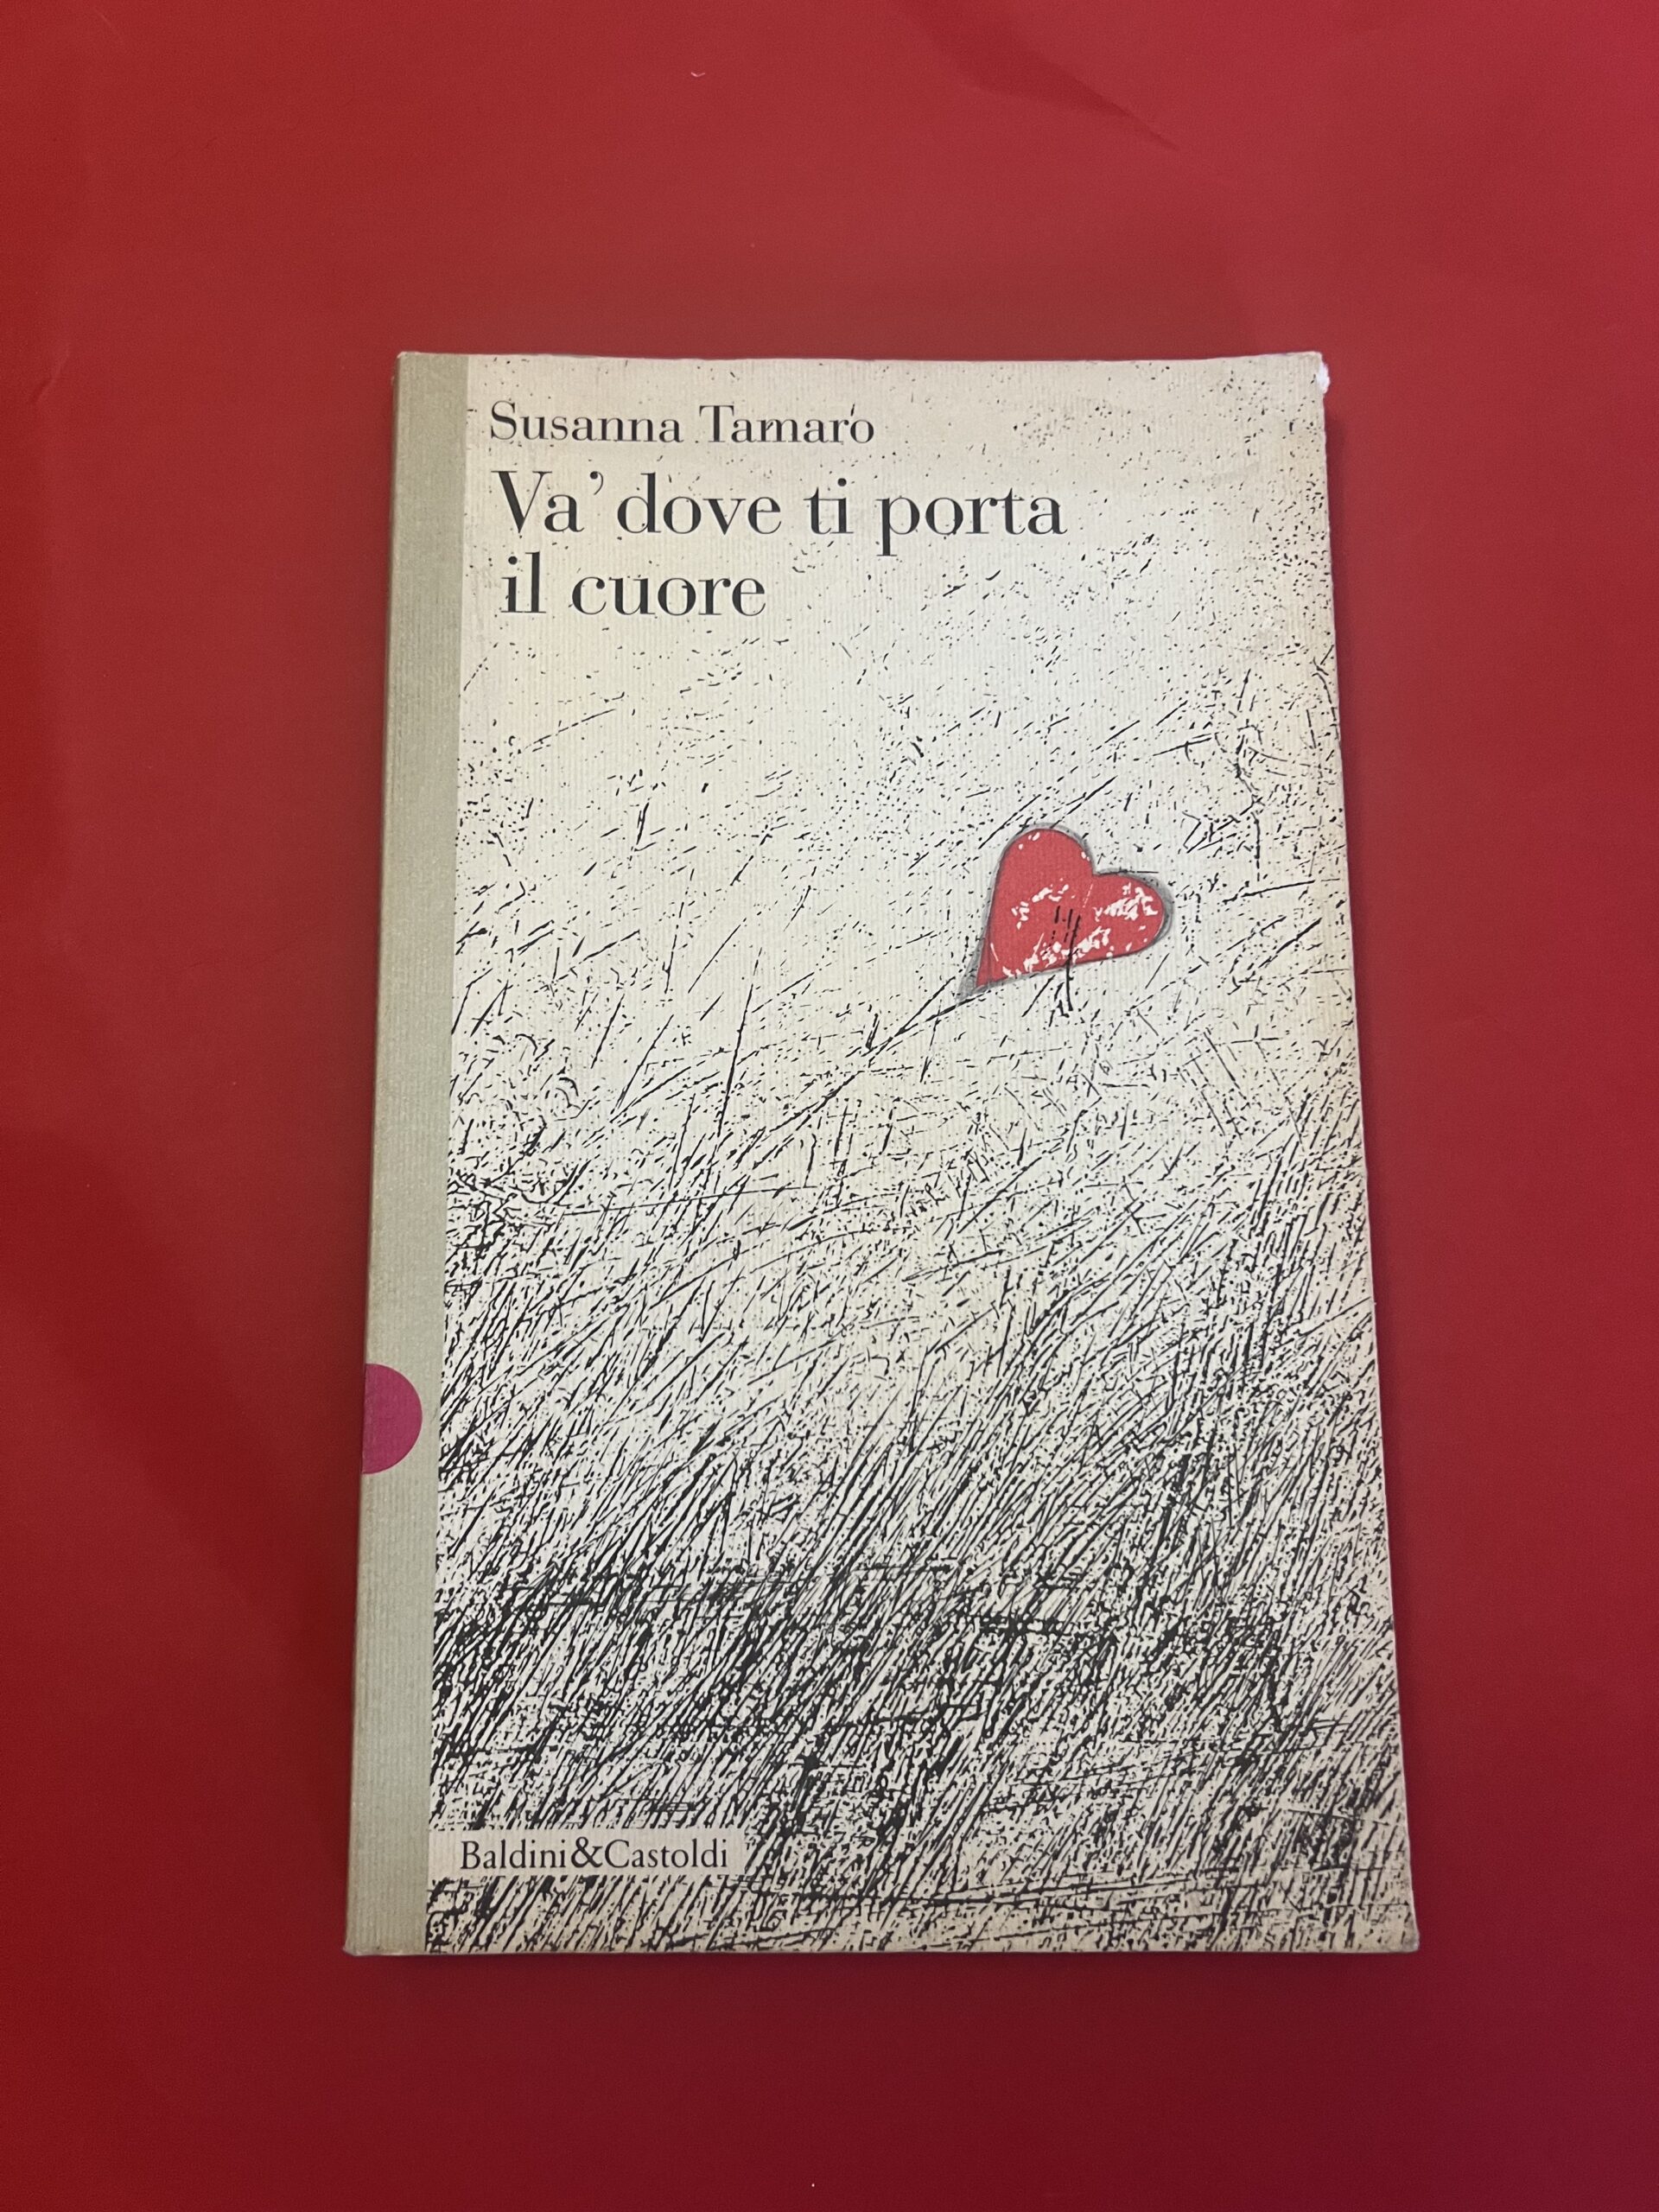 Susanna Tamaro
Va' dove ti porta
il cuore
Baldini&Castoldi